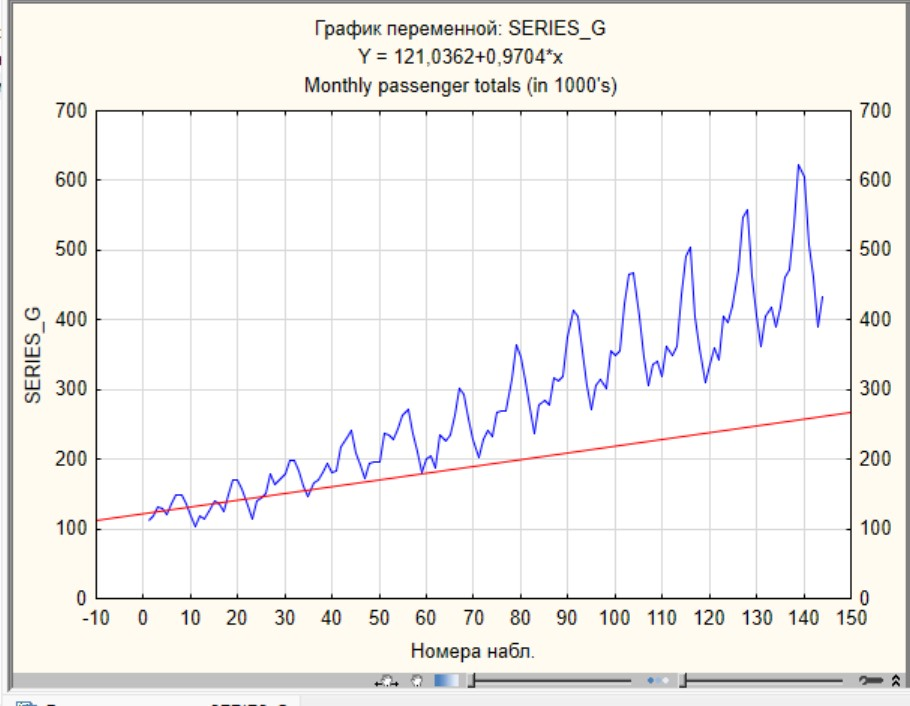 График переменной: SERIES_G
Y = 121,0362+0,9704*x
Monthly passenger totals (in 1000's)
700 700
600 600
500 500
400 400
300 300
200 200
100 100
0 0
SERIES_G
-10 0 10 20 30 40 50 60 70 80 90 100 110 120 130 140 150
Номера набл.